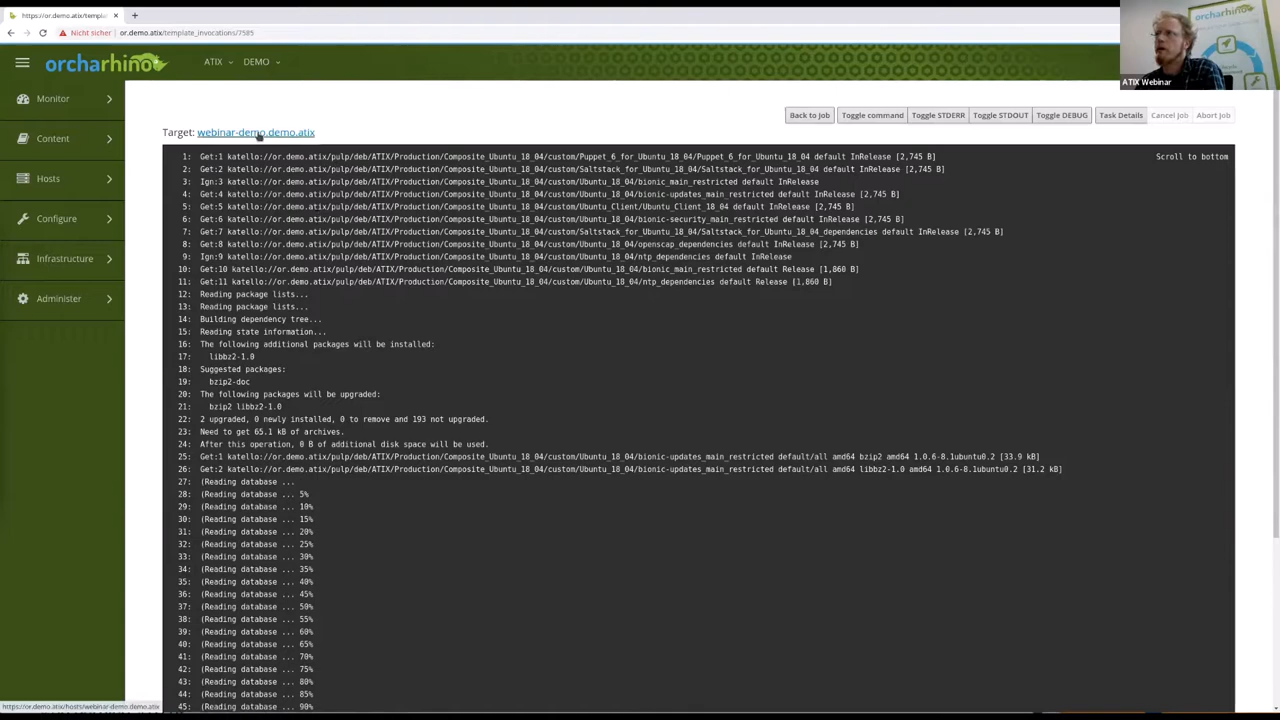 https://or.demo.atix/templa
Nicht sicher
or.demo.atix/template_invocations/7585
orcharhino
ATIX
DEMO
orcharhino
ATIX Webinar
Monitor
Content
Hosts
Configure
Infrastructure
Administer
Back to Job
Toggle command
Toggle STDERR
Toggle STDOUT
Toggle DEBUG
Task Details
Cancel Job
Abort Job
Target: webinar-demo.demo.atix
Scroll to bottom
1: Get:1 katello://or.demo.atix/pulp/deb/ATIX/Production/Composite_Ubuntu_18_04/custom/Puppet_6_for_Ubuntu_18_04/Puppet_6_for_Ubuntu_18_04 default InRelease [2,745 B]
2: Get:2 katello://or.demo.atix/pulp/deb/ATIX/Production/Composite_Ubuntu_18_04/custom/Saltstack_for_Ubuntu_18_04/Saltstack_for_Ubuntu_18_04 default InRelease [2,745 B]
3: Ign:3 katello://or.demo.atix/pulp/deb/ATIX/Production/Composite_Ubuntu_18_04/custom/Ubuntu_18_04/bionic_main_restricted default InRelease
4: Get:4 katello://or.demo.atix/pulp/deb/ATIX/Production/Composite_Ubuntu_18_04/custom/Ubuntu_18_04/bionic-updates_main_restricted default InRelease [2,745 B]
5: Get:5 katello://or.demo.atix/pulp/deb/ATIX/Production/Composite_Ubuntu_18_04/custom/Ubuntu_Client/Ubuntu_Client_18_04 default InRelease [2,745 B]
6: Get:6 katello://or.demo.atix/pulp/deb/ATIX/Production/Composite_Ubuntu_18_04/custom/Ubuntu_18_04/bionic-security_main_restricted default InRelease [2,745 B]
7: Get:7 katello://or.demo.atix/pulp/deb/ATIX/Production/Composite_Ubuntu_18_04/custom/Saltstack_for_Ubuntu_18_04/Saltstack_for_Ubuntu_18_04_dependencies default InRelease [2,745 B]
8: Get:8 katello://or.demo.atix/pulp/deb/ATIX/Production/Composite_Ubuntu_18_04/custom/Ubuntu_18_04/openscap_dependencies default InRelease [2,745 B]
9: Ign:9 katello://or.demo.atix/pulp/deb/ATIX/Production/Composite_Ubuntu_18_04/custom/Ubuntu_18_04/ntp_dependencies default InRelease
10: Get:10 katello://or.demo.atix/pulp/deb/ATIX/Production/Composite_Ubuntu_18_04/custom/Ubuntu_18_04/bionic_main_restricted default Release [1,860 B]
11: Get:11 katello://or.demo.atix/pulp/deb/ATIX/Production/Composite_Ubuntu_18_04/custom/Ubuntu_18_04/ntp_dependencies default Release [1,860 B]
12: Reading package lists...
13: Reading package lists...
14: Building dependency tree...
15: Reading state information...
16: The following additional packages will be installed:
17: libbz2-1.0
18: Suggested packages:
19: bzip2-doc
20: The following packages will be upgraded:
21: bzip2 libbz2-1.0
22: 2 upgraded, 0 newly installed, 0 to remove and 193 not upgraded.
23: Need to get 65.1 kB of archives.
24: After this operation, 0 B of additional disk space will be used.
25: Get:1 katello://or.demo.atix/pulp/deb/ATIX/Production/Composite_Ubuntu_18_04/custom/Ubuntu_18_04/bionic-updates_main_restricted default/all amd64 bzip2 amd64 1.0.6-8.1ubuntu0.2 [33.9 kB]
26: Get:2 katello://or.demo.atix/pulp/deb/ATIX/Production/Composite_Ubuntu_18_04/custom/Ubuntu_18_04/bionic-updates_main_restricted default/all amd64 libbz2-1.0 amd64 1.0.6-8.1ubuntu0.2 [31.2 kB]
27: (Reading database ...
28: (Reading database ... 5%
29: (Reading database ... 10%
30: (Reading database ... 15%
31: (Reading database ... 20%
32: (Reading database ... 25%
33: (Reading database ... 30%
34: (Reading database ... 35%
35: (Reading database ... 40%
36: (Reading database ... 45%
37: (Reading database ... 50%
38: (Reading database ... 55%
39: (Reading database ... 60%
40: (Reading database ... 65%
41: (Reading database ... 70%
42: (Reading database ... 75%
43: (Reading database ... 80%
44: (Reading database ... 85%
45: (Reading database ... 90%
https://or.demo.atix/hosts/webinar-demo.demo.atix